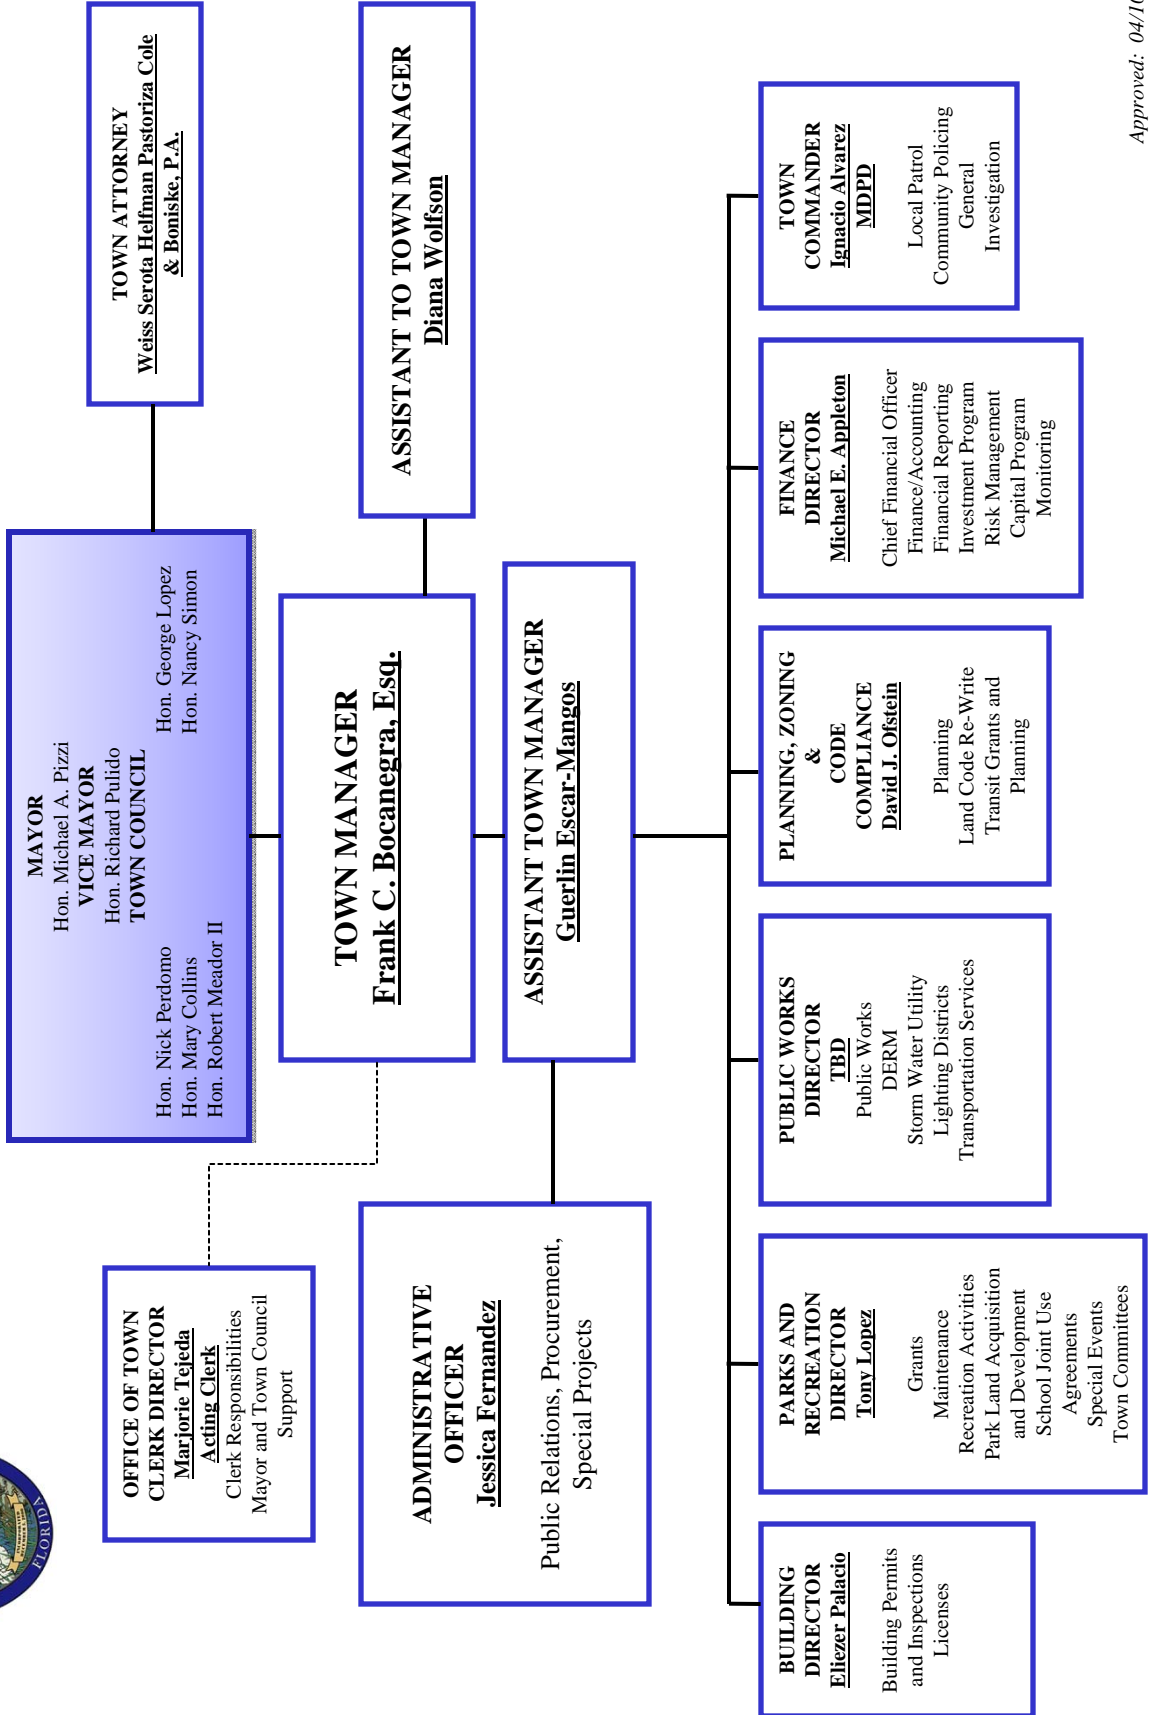 FLORIDA
MAYOR
Hon. Michael A. Pizzi
VICE MAYOR
Hon. Richard Pulido
TOWN COUNCIL
Hon. Nick Perdomo
Hon. Mary Collins
Hon. Robert Meador II
Hon. George Lopez
Hon. Nancy Simon
TOWN ATTORNEY
Weiss Serota Helfman Pastoriza Cole
& Boniske, P.A.
OFFICE OF TOWN
CLERK DIRECTOR
Marjorie Tejeda
Acting Clerk
Clerk Responsibilities
Mayor and Town Council
Support
TOWN MANAGER
Frank C. Bocanegra, Esq.
ASSISTANT TO TOWN MANAGER
Diana Wolfson
ADMINISTRATIVE
OFFICER
Jessica Fernandez
Public Relations, Procurement,
Special Projects
ASSISTANT TOWN MANAGER
Guerlin Escar-Mangos
BUILDING
DIRECTOR
Eliezer Palacio
Building Permits
and Inspections
Licenses
PARKS AND
RECREATION
DIRECTOR
Tony Lopez
Grants
Maintenance
Recreation Activities
Park Land Acquisition
and Development
School Joint Use
Agreements
Special Events
Town Committees
PUBLIC WORKS
DIRECTOR
TBD
Public Works
DERM
Storm Water Utility
Lighting Districts
Transportation Services
PLANNING, ZONING
&
CODE
COMPLIANCE
David J. Ofstein
Planning
Land Code Re-Write
Transit Grants and
Planning
FINANCE
DIRECTOR
Michael E. Appleton
Chief Financial Officer
Finance/Accounting
Financial Reporting
Investment Program
Risk Management
Capital Program
Monitoring
TOWN
COMMANDER
Ignacio Alvarez
MDPD
Local Patrol
Community Policing
General
Investigation
Approved: 04/10